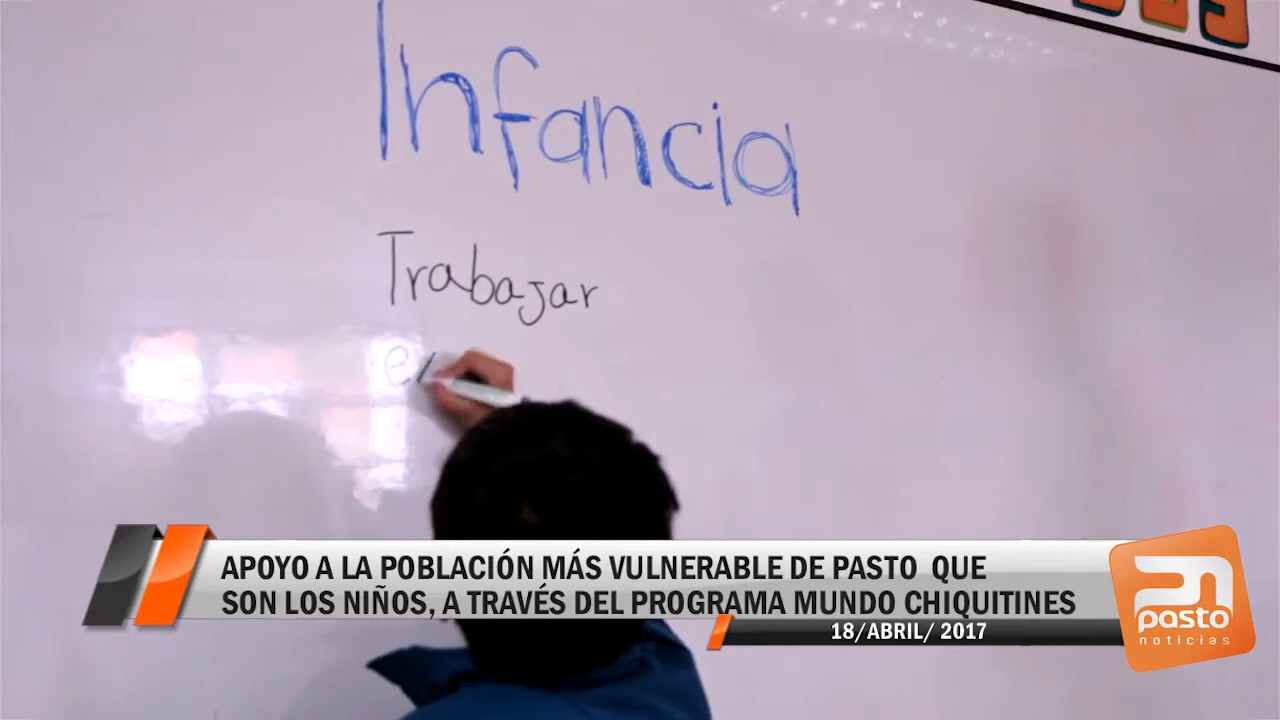 Infancia
Trabajar
e
APOYO A LA POBLACIÓN MÁS VULNERABLE DE PASTO QUE
SON LOS NIÑOS, A TRAVÉS DEL PROGRAMA MUNDO CHIQUITINES
18/ABRIL/ 2017
pasto
noticias